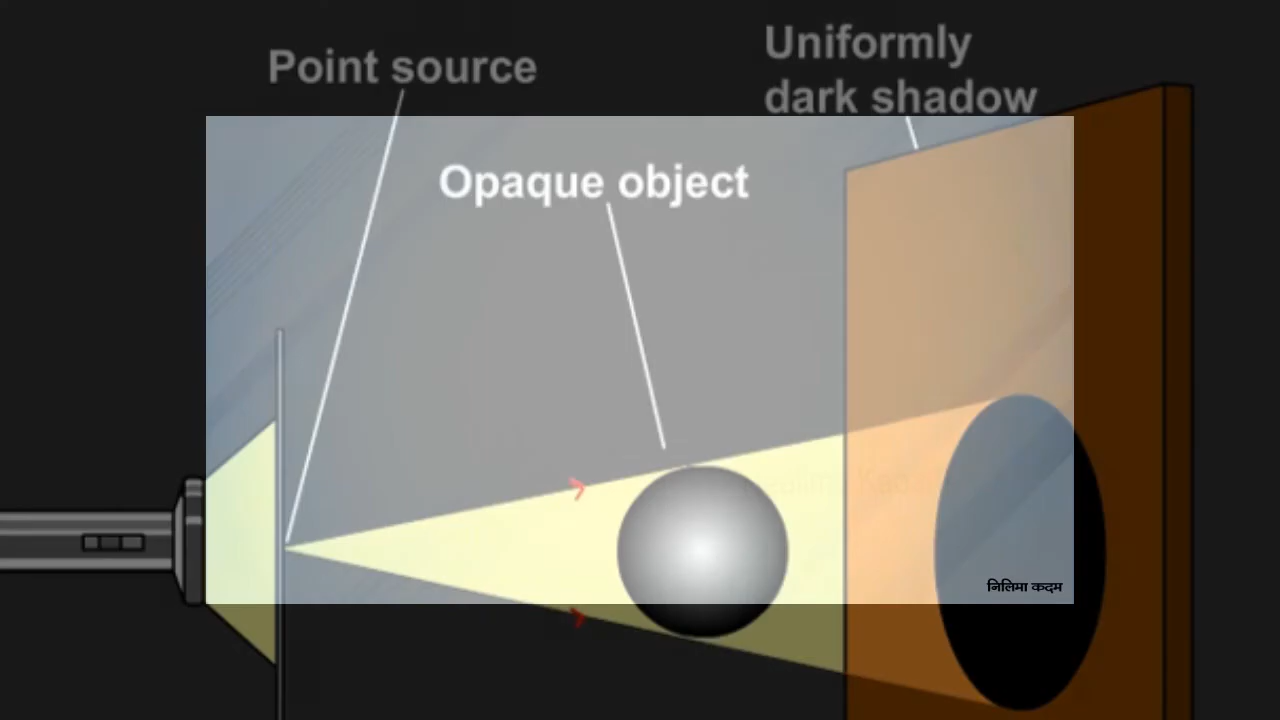 Point source
Uniformly
dark shadow
Opaque object
निलिमा कदम